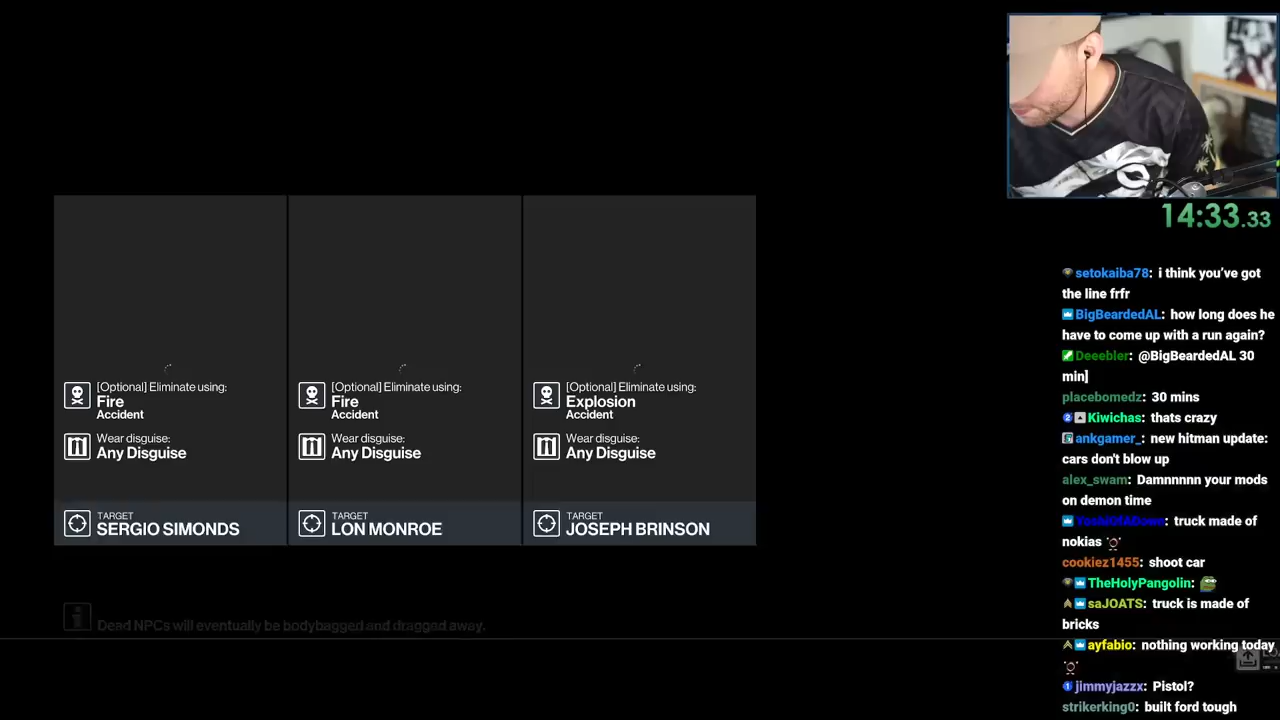 [Optional] Eliminate using:
Fire
Accident
Wear disguise:
Any Disguise
TARGET
SERGIO SIMONDS
[Optional] Eliminate using:
Fire
Accident
Wear disguise:
Any Disguise
TARGET
LON MONROE
[Optional] Eliminate using:
Explosion
Accident
Wear disguise:
Any Disguise
TARGET
JOSEPH BRINSON
Dead NPCs will eventually be bodybagged and dragged away.
14:33.33
setokaiba78: i think you’ve got
the line frfr
BigBeardedAL: how long does he
have to come up with a run again?
Deeebler: @BigBeardedAL 30
min]
placebomedz: 30 mins
Kiwichas: thats crazy
ankgamer_: new hitman update:
cars don't blow up
alex_swam: Damnnnnn your mods
on demon time
truck made of
nokias
cookiez1455: shoot car
TheHolyPangolin:
saJOATS: truck is made of
bricks
ayfabio: nothing working today
jimmyjazzx: Pistol?
strikerking0: built ford tough